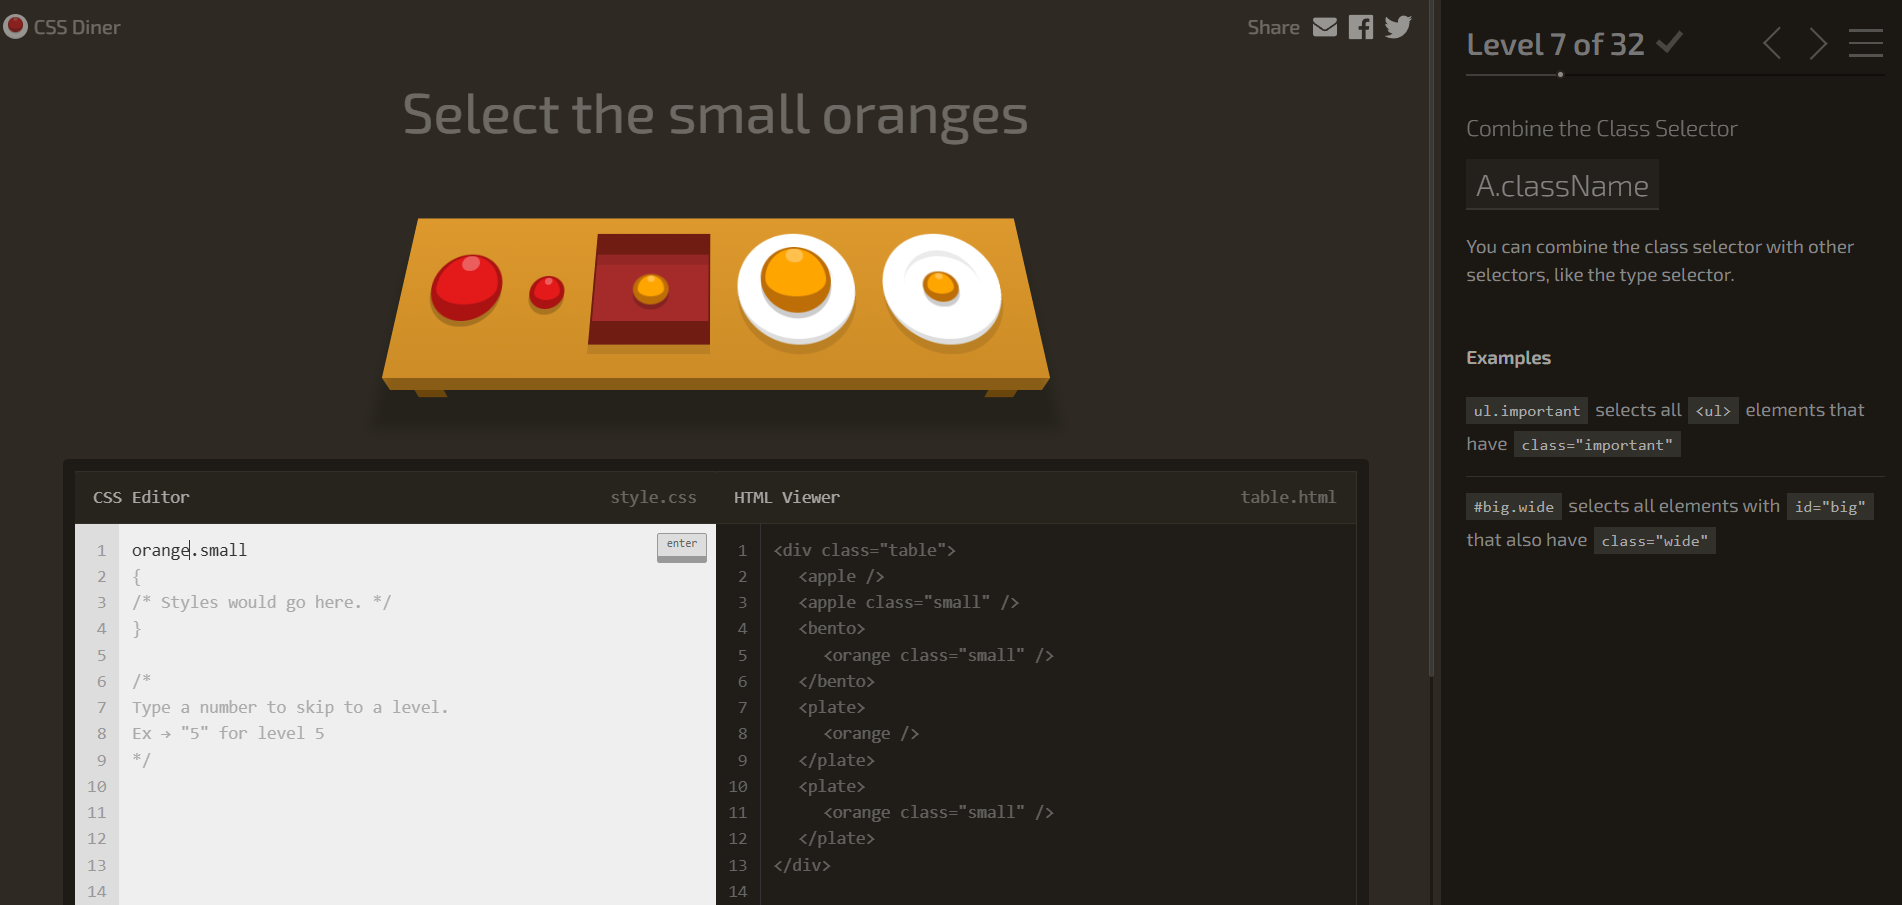 CSS Diner
Share
Select the small oranges
CSS Editor style.css
enter
1 orange.small
2 {
3 /* Styles would go here. */
4 }
5
6 /*
7 Type a number to skip to a level.
8 Ex → "5" for level 5
9 */
10
11
12
13
14
HTML Viewer table.html
1 <div class="table">
2 <apple />
3 <apple class="small" />
4 <bento>
5 <orange class="small" />
6 </bento>
7 <plate>
8 <orange />
9 </plate>
10 <plate>
11 <orange class="small" />
12 </plate>
13 </div>
14
Level 7 of 32
Combine the Class Selector
A.className
You can combine the class selector with other
selectors, like the type selector.
Examples
ul.important selects all <ul> elements that
have class="important"
#big.wide selects all elements with id="big"
that also have class="wide"